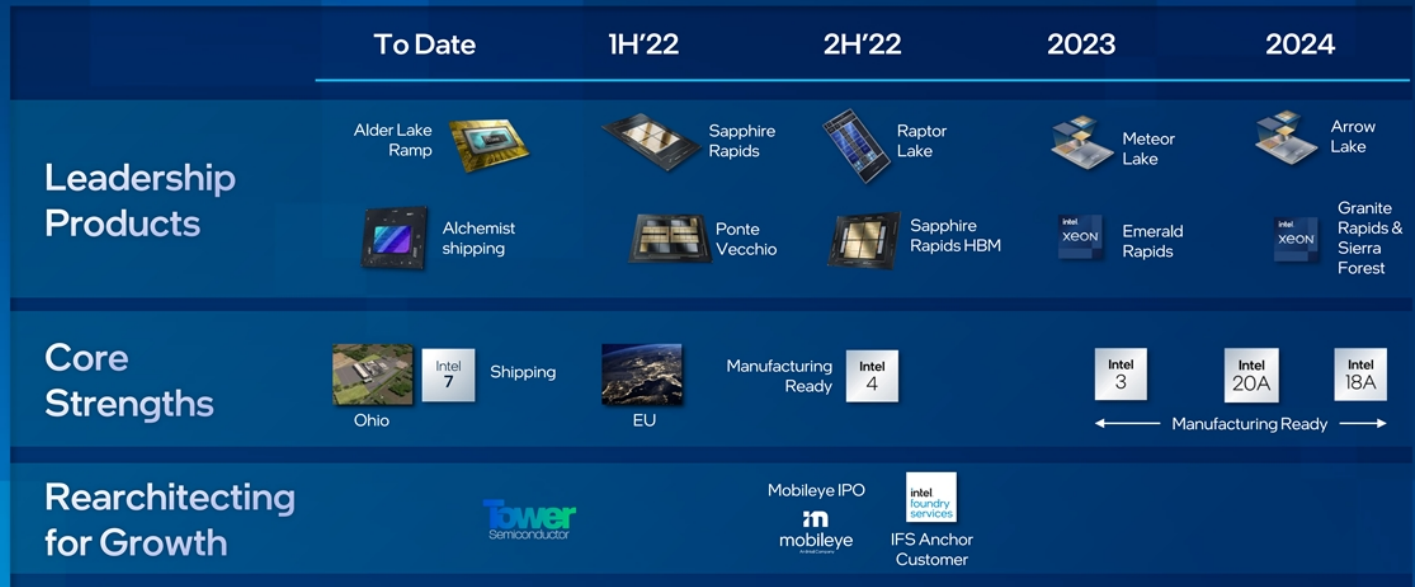 To Date
1H'22
2H'22
2023
2024
Leadership
Products
Alder Lake
Ramp
Sapphire
Rapids
Raptor
Lake
Meteor
Lake
Arrow
Lake
Alchemist
shipping
Ponte
Vecchio
Sapphire
Rapids HBM
intel.
XEON
Emerald
Rapids
intel.
XEON
Granite
Rapids &
Sierra
Forest
Core
Strengths
Ohio
Intel
7
Shipping
EU
Manufacturing
Ready
Intel
4
Intel
3
Intel
20A
Intel
18A
Manufacturing Ready
Rearchitecting
for Growth
Tower
Semiconductor
Mobileye IPO
mobileye
An Intel Company
intel
foundry
services
IFS Anchor
Customer